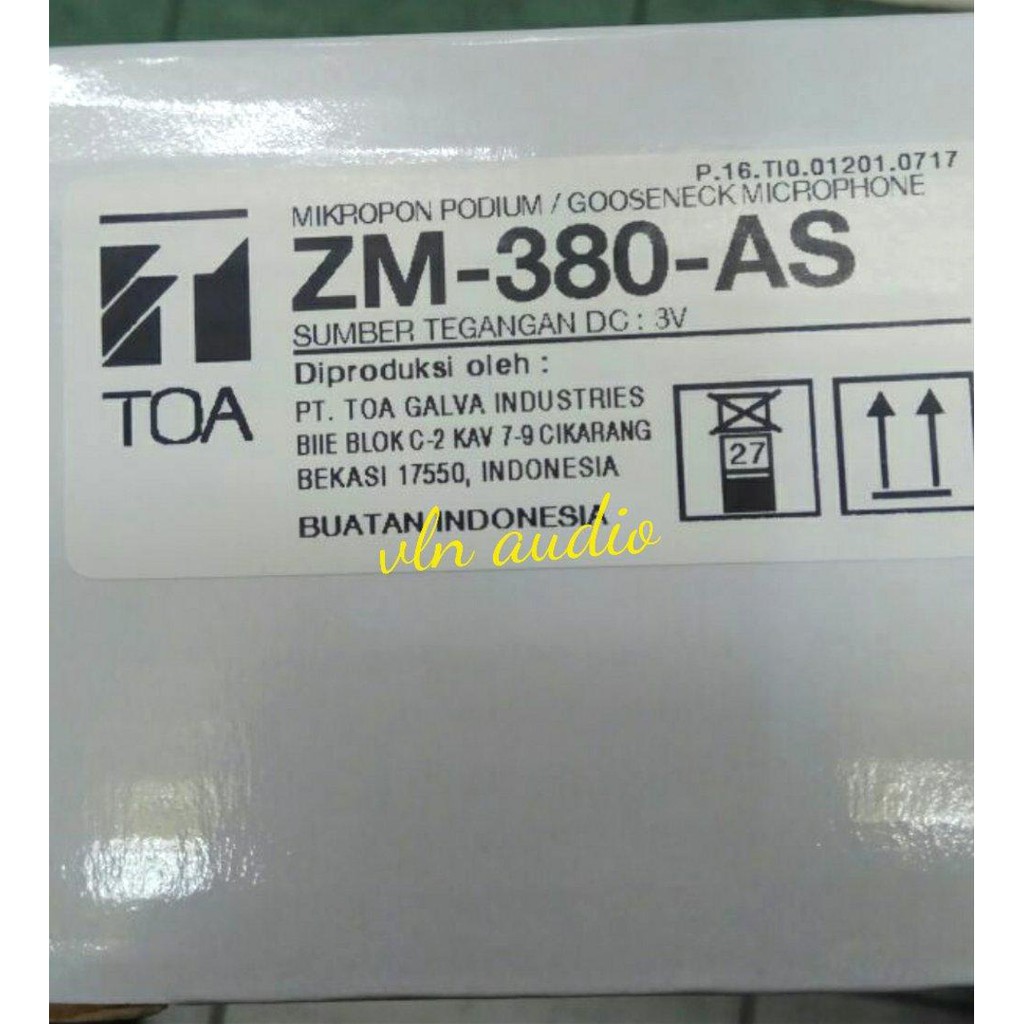 P.16.TI0.01201.0717
MIKROPON PODIUM / GOOSENECK MICROPHONE
ZM-380-AS
SUMBER TEGANGAN DC : 3V
TOA
Diproduksi oleh :
PT. TOA GALVA INDUSTRIES
BIIE BLOK C-2 KAV 7-9 CIKARANG
BEKASI 17550, INDONESIA
27
BUATAN INDONESIA
vln audio